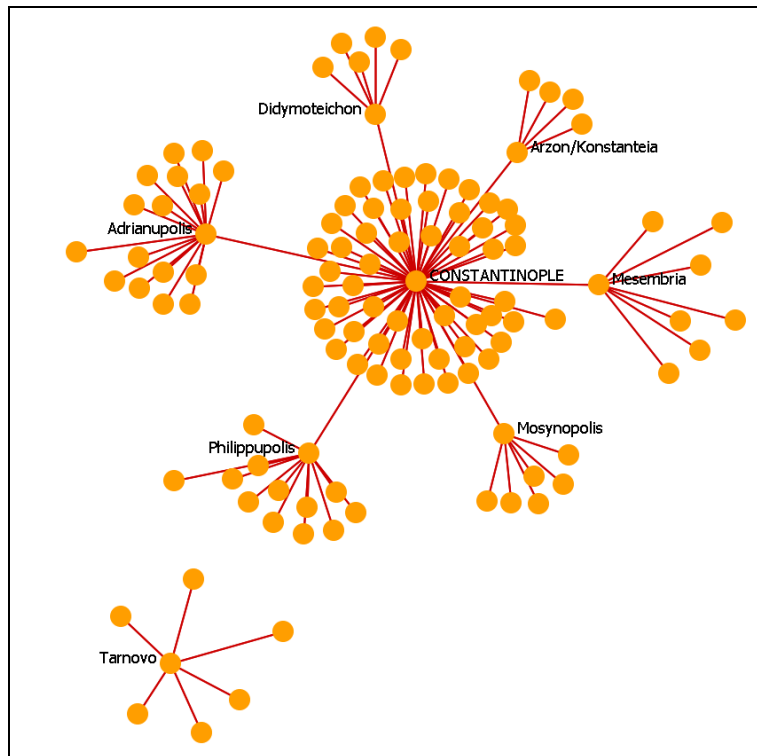 Didymoteichon
Arzon/Konstanteia
Adrianupolis
CONSTANTINOPLE
Mesembria
Mosynopolis
Philippupolis
Tarnovo